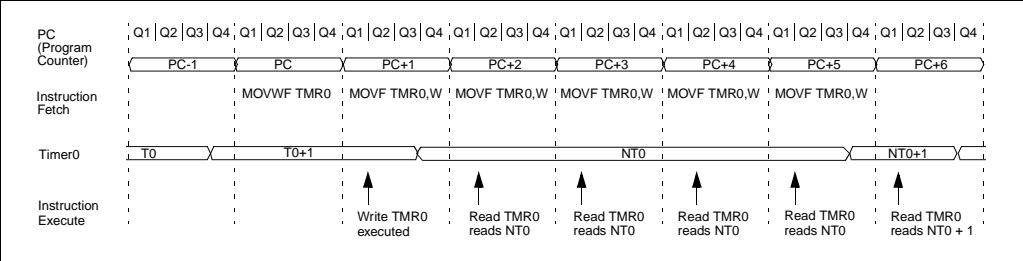 PC
(Program
Counter)
Q1 Q2 Q3 Q4 Q1 Q2 Q3 Q4 Q1 Q2 Q3 Q4 Q1 Q2 Q3 Q4 Q1 Q2 Q3 Q4 Q1 Q2 Q3 Q4 Q1 Q2 Q3 Q4 Q1 Q2 Q3 Q4
PC-1 PC PC+1 PC+2 PC+3 PC+4 PC+5 PC+6
Instruction
Fetch
MOVWF TMR0 MOVF TMR0,W MOVF TMR0,W MOVF TMR0,W MOVF TMR0,W MOVF TMR0,W
Timer0
T0 T0+1 NT0 NT0+1
Instruction
Execute
Write TMR0
executed
Read TMR0
reads NT0
Read TMR0
reads NT0
Read TMR0
reads NT0
Read TMR0
reads NT0
Read TMR0
reads NT0 + 1